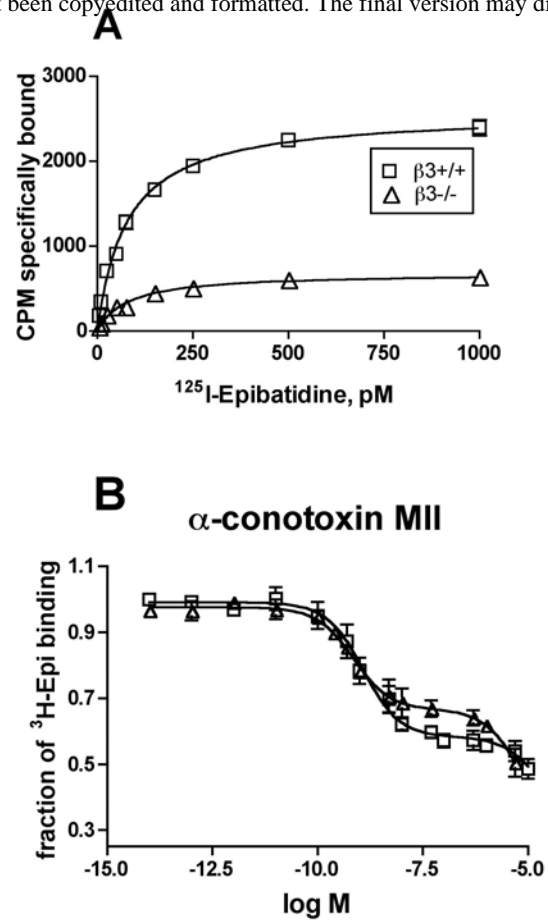 been copyedited and formatted. The final version may di
A
3000
2000
1000
0
CPM specifically bound
β3+/+
β3-/-
0 250 500 750 1000
¹²⁵I-Epibatidine, pM
B
α-conotoxin MII
1.1
0.9
0.7
0.5
0.3
fraction of ³H-Epi binding
-15.0 -12.5 -10.0 -7.5 -5.0
log M